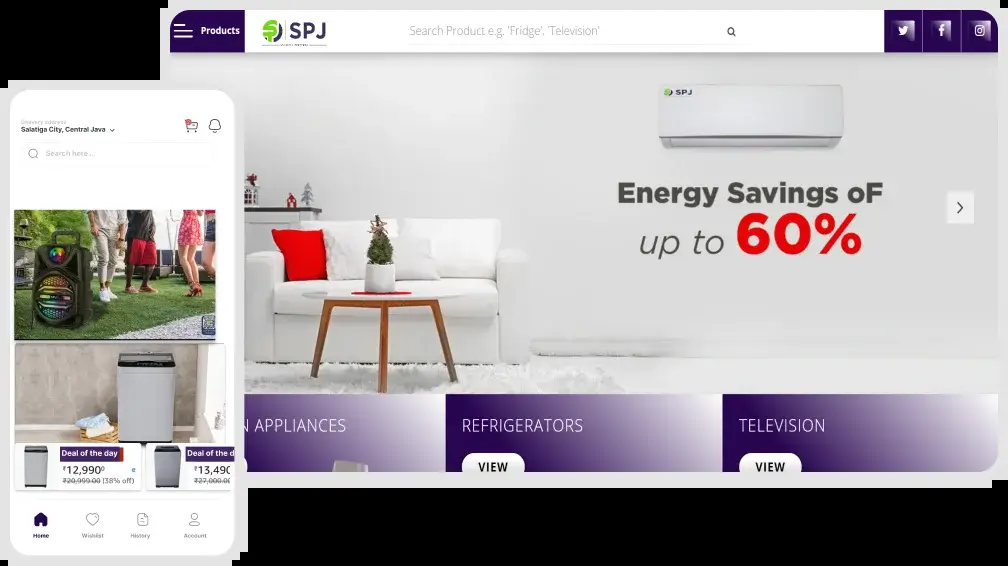 Products
SPJ
Search Product e.g. 'Fridge', 'Television'
SPJ
Energy Savings oF
up to 60%
N APPLIANCES
REFRIGERATORS
VIEW
TELEVISION
VIEW
Delivery address
Salatiga City, Central Java
Search here...
Deal of the day
₹12,990⁰
₹20,999.00 (38% off)
Deal of the d
₹13,490
₹27,000.00
Home
Wishlist
History
Account